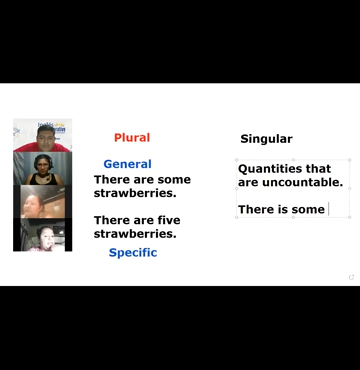 Plural
General
There are some
strawberries.
There are five
strawberries.
Specific
Singular
Quantities that
are uncountable.
There is some